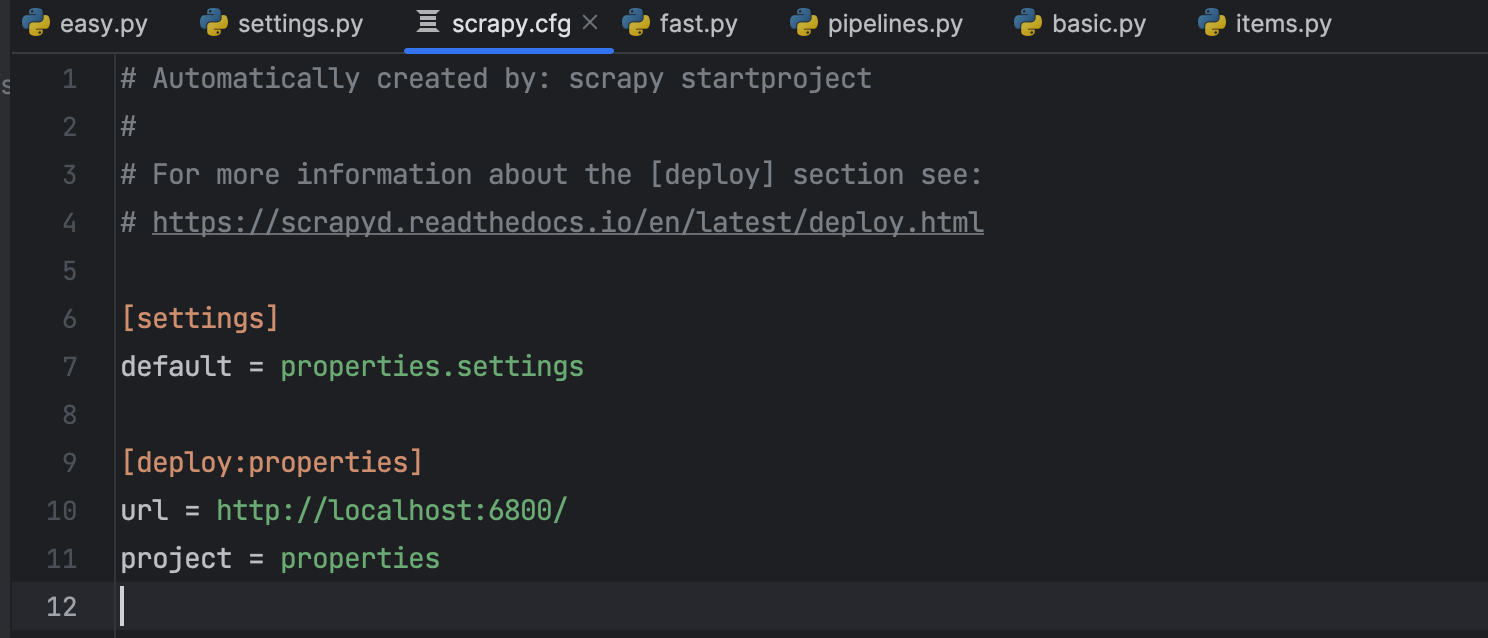 easy.py settings.py scrapy.cfg fast.py pipelines.py basic.py items.py
1 # Automatically created by: scrapy startproject
2 #
3 # For more information about the [deploy] section see:
4 # https://scrapyd.readthedocs.io/en/latest/deploy.html
5
6 [settings]
7 default = properties.settings
8
9 [deploy:properties]
10 url = http://localhost:6800/
11 project = properties
12